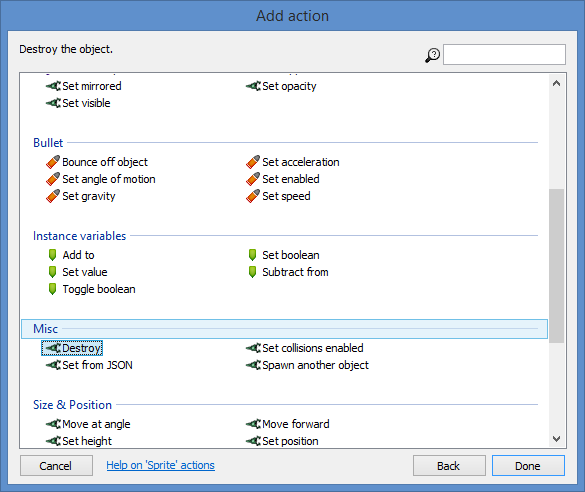 Add action
Destroy the object.
Set mirrored Set opacity
Set visible
Bullet
Bounce off object Set acceleration
Set angle of motion Set enabled
Set gravity Set speed
Instance variables
Add to Set boolean
Set value Subtract from
Toggle boolean
Misc
Destroy Set collisions enabled
Set from JSON Spawn another object
Size & Position
Move at angle Move forward
Set height Set position
Cancel Help on 'Sprite' actions Back Done